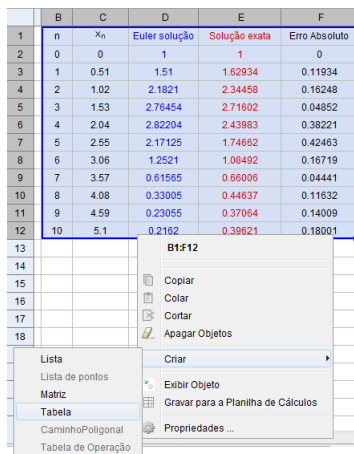 B C D E F
1 n xₙ Euler solução Solução exata Erro Absoluto
2 0 0 1 1 0
3 1 0.51 1.51 1.62934 0.11934
4 2 1.02 2.1821 2.34458 0.16248
5 3 1.53 2.76454 2.71602 0.04852
6 4 2.04 2.82204 2.43983 0.38221
7 5 2.55 2.17125 1.74662 0.42463
8 6 3.06 1.2521 1.08492 0.16719
9 7 3.57 0.61565 0.66006 0.04441
10 8 4.08 0.33005 0.44637 0.11632
11 9 4.59 0.23055 0.37064 0.14009
12 10 5.1 0.2162 0.39621 0.18001
13 B1:F12
14
15 Copiar
16 Colar
17 Cortar
18 Apagar Objetos
Lista Criar
Lista de pontos Exibir Objeto
Matriz Gravar para a Planilha de Cálculos
Tabela
CaminhoPoligonal Propriedades ...
Tabela de Operação